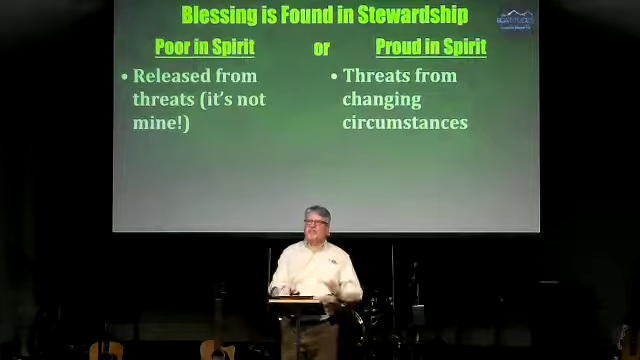 Blessing is Found in Stewardship
BEATITUDES
Poor in Spirit or Proud in Spirit
• Released from
threats (it's not
mine!)
• Threats from
changing
circumstances